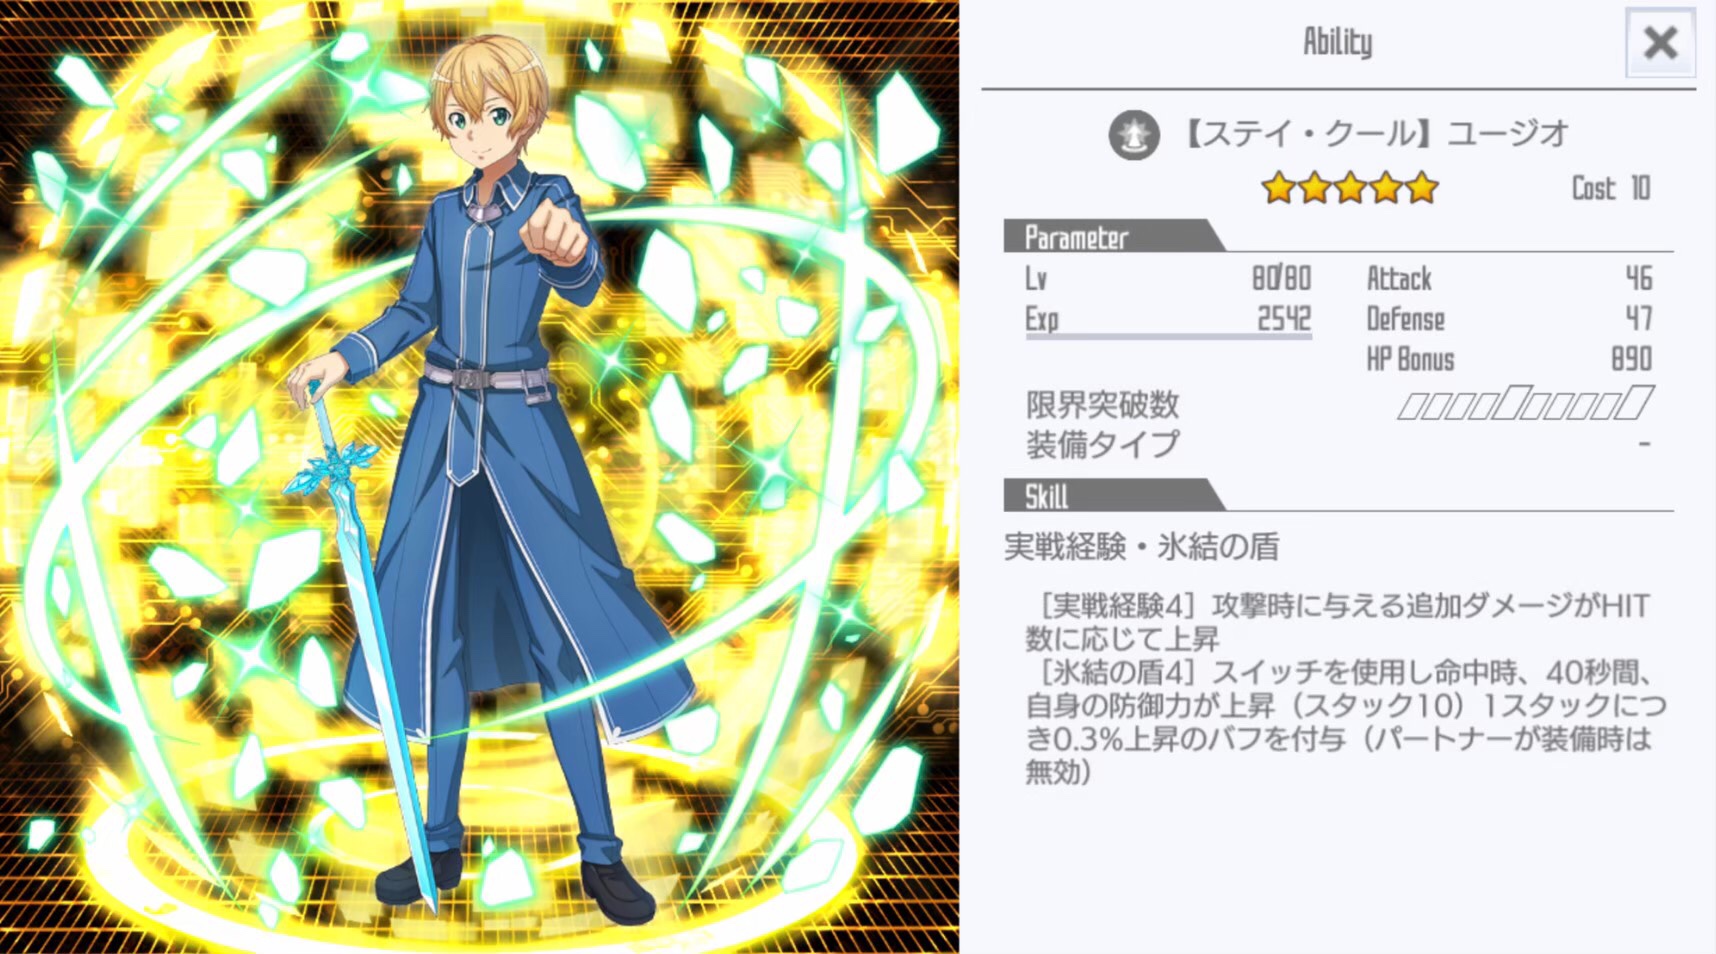 Ability
【ステイ・クール】ユージオ
Cost 10
Parameter
Lv 80/80 Attack 46
Exp 2542 Defense 47
HP Bonus 890
限界突破数
装備タイプ -
Skill
実戦経験・氷結の盾
［実戦経験4］攻撃時に与える追加ダメージがHIT
数に応じて上昇
［氷結の盾4］スイッチを使用し命中時、40秒間、
自身の防御力が上昇（スタック10）1スタックにつ
き0.3%上昇のバフを付与（パートナーが装備時は
無効）